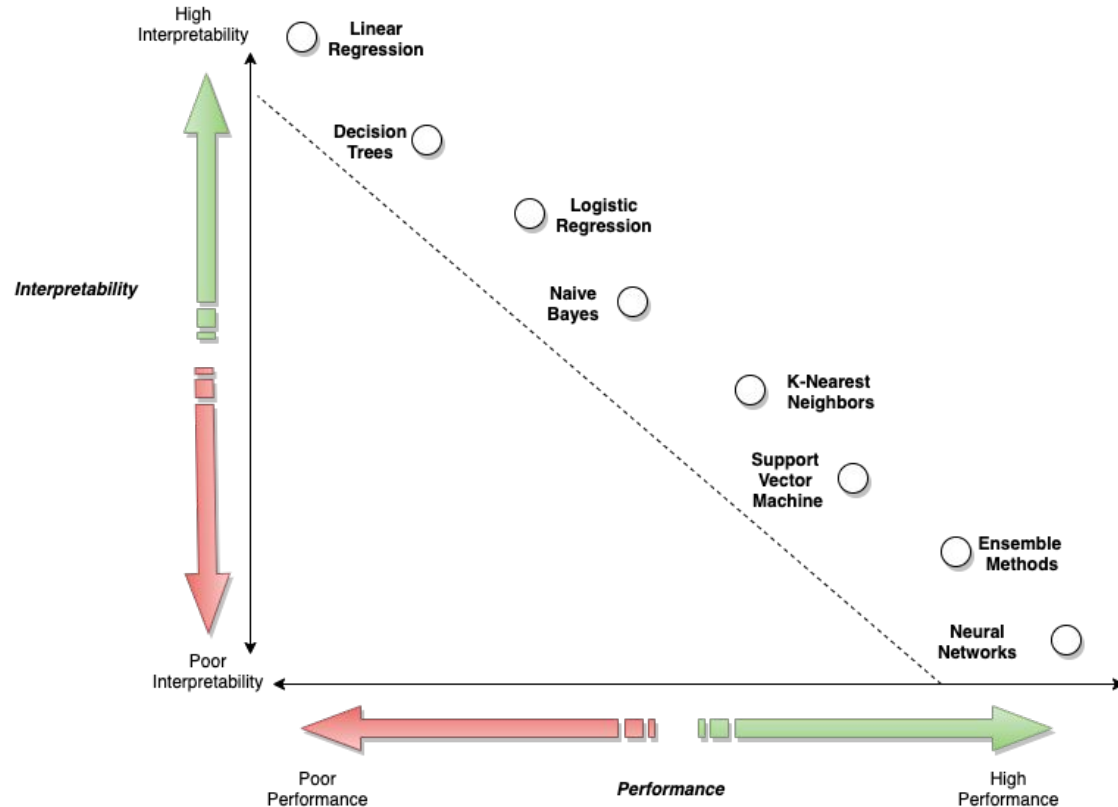 High
Interpretability
Linear
Regression
Decision
Trees
Logistic
Regression
Interpretability
Naive
Bayes
K-Nearest
Neighbors
Support
Vector
Machine
Ensemble
Methods
Neural
Networks
Poor
Interpretability
Poor
Performance
Performance
High
Performance